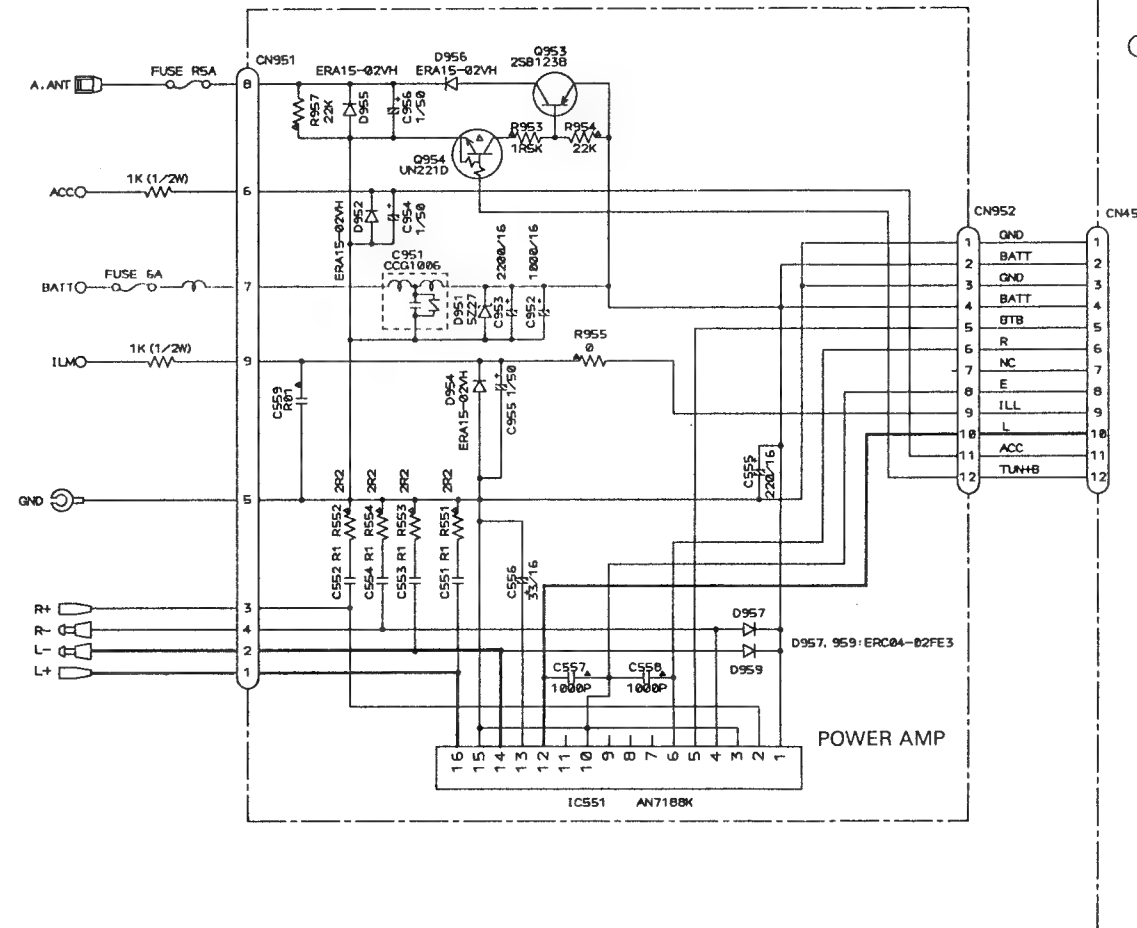 CN951
A.ANT
FUSE R5A
8
ERA15-02VH
D956
ERA15-02VH
Q953
2SB1238
R957
22K
D955
C956
1/50
R953
1R5K
R954
22K
Q954
UN221D
ACC
1K (1/2W)
6
D952
ERA15-02VH
C954
1/50
C951
CCG1006
BATT
FUSE 6A
7
D951
SZ27
C953
2200/16
C952
1000/16
ILM
1K (1/2W)
9
C559
R01
D954
ERA15-02VH
C955 1/50
R955
0
GND
5
2R2
2R2
2R2
2R2
R552
R554
R553
R551
C552 R1
C554 R1
C553 R1
C551 R1
C556
33/16
C555
220/16
R+
3
R-
4
L-
2
L+
1
C557
1000P
C558
1000P
D957
D959
D957, 959:ERC04-02FE3
CN952
CN45
1 GND 1
2 BATT 2
3 GND 3
4 BATT 4
5 BTB 5
6 R 6
7 NC 7
8 E 8
9 ILL 9
10 L 10
11 ACC 11
12 TUN+B 12
POWER AMP
16 15 14 13 12 11 10 9 8 7 6 5 4 3 2 1
IC551 AN7188K